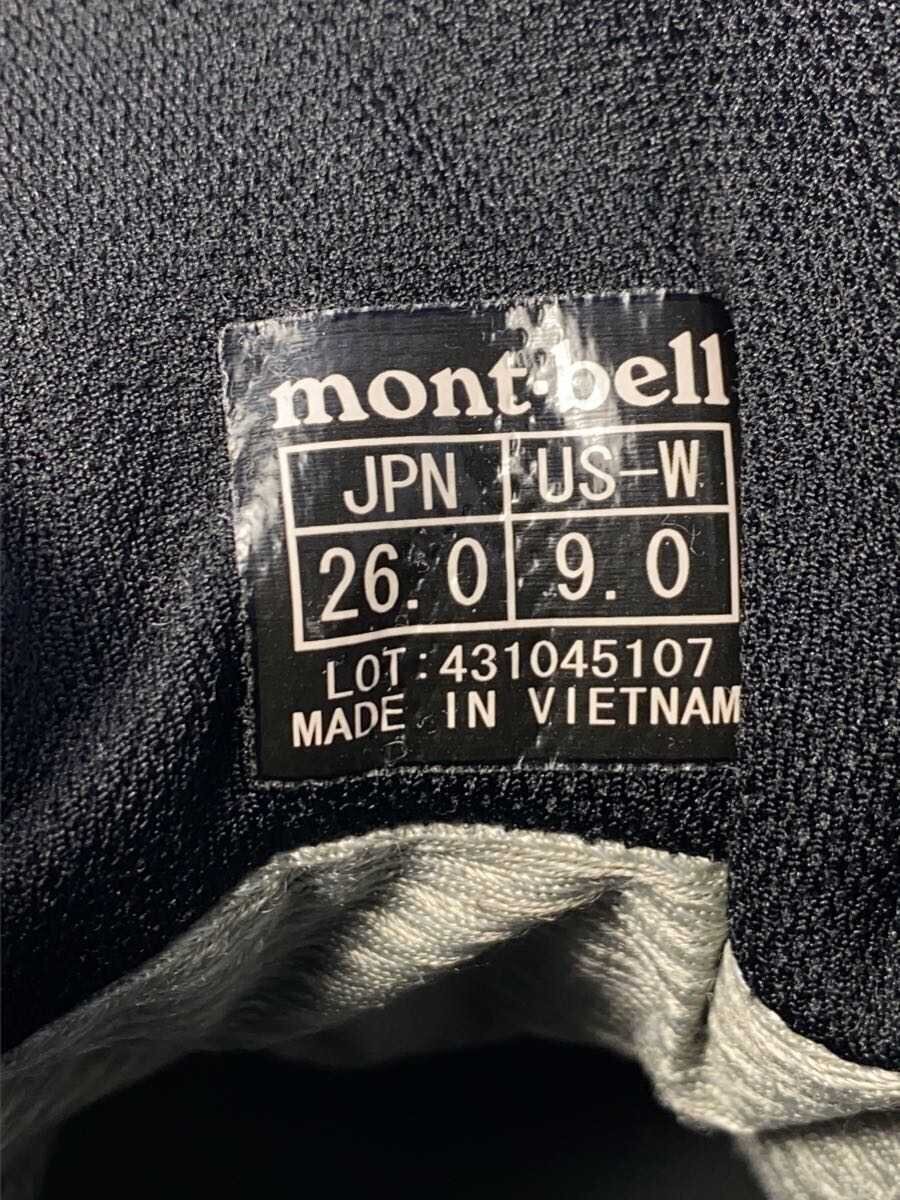 mont·bell
JPN US-W
26.0 9.0
LOT:431045107
MADE IN VIETNAM